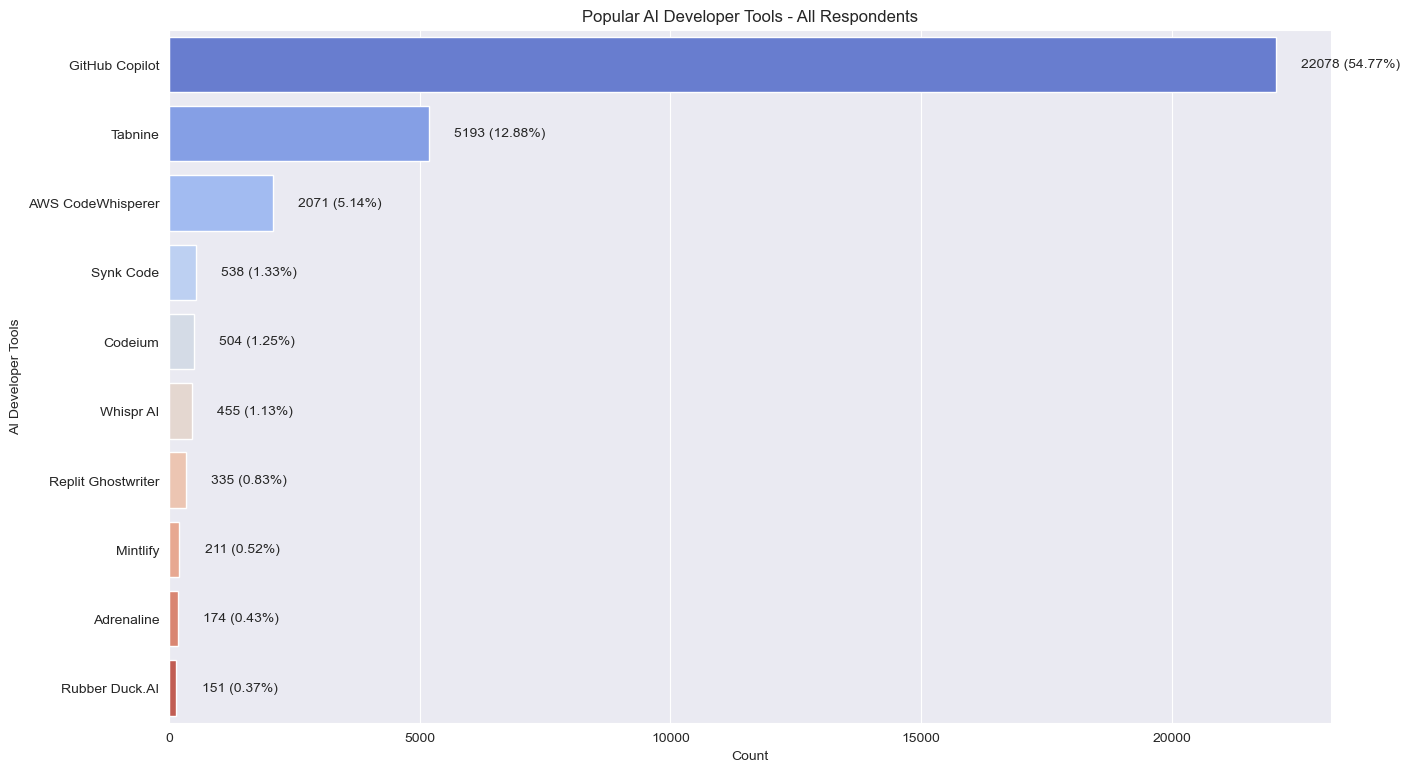 Popular AI Developer Tools - All Respondents
AI Developer Tools
GitHub Copilot 22078 (54.77%)
Tabnine 5193 (12.88%)
AWS CodeWhisperer 2071 (5.14%)
Synk Code 538 (1.33%)
Codeium 504 (1.25%)
Whispr AI 455 (1.13%)
Replit Ghostwriter 335 (0.83%)
Mintlify 211 (0.52%)
Adrenaline 174 (0.43%)
Rubber Duck.AI 151 (0.37%)
0 5000 10000 15000 20000
Count